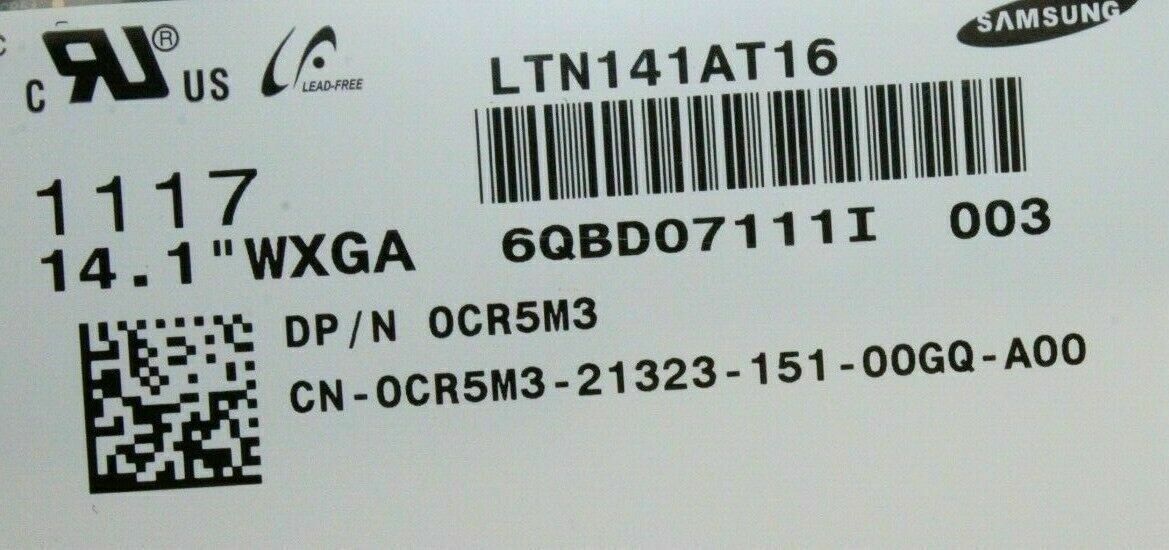 SAMSUNG
c RU® US
LEAD-FREE
LTN141AT16
1117
14.1"WXGA
6QBD07111I 003
DP/N 0CR5M3
CN-0CR5M3-21323-151-00GQ-A00